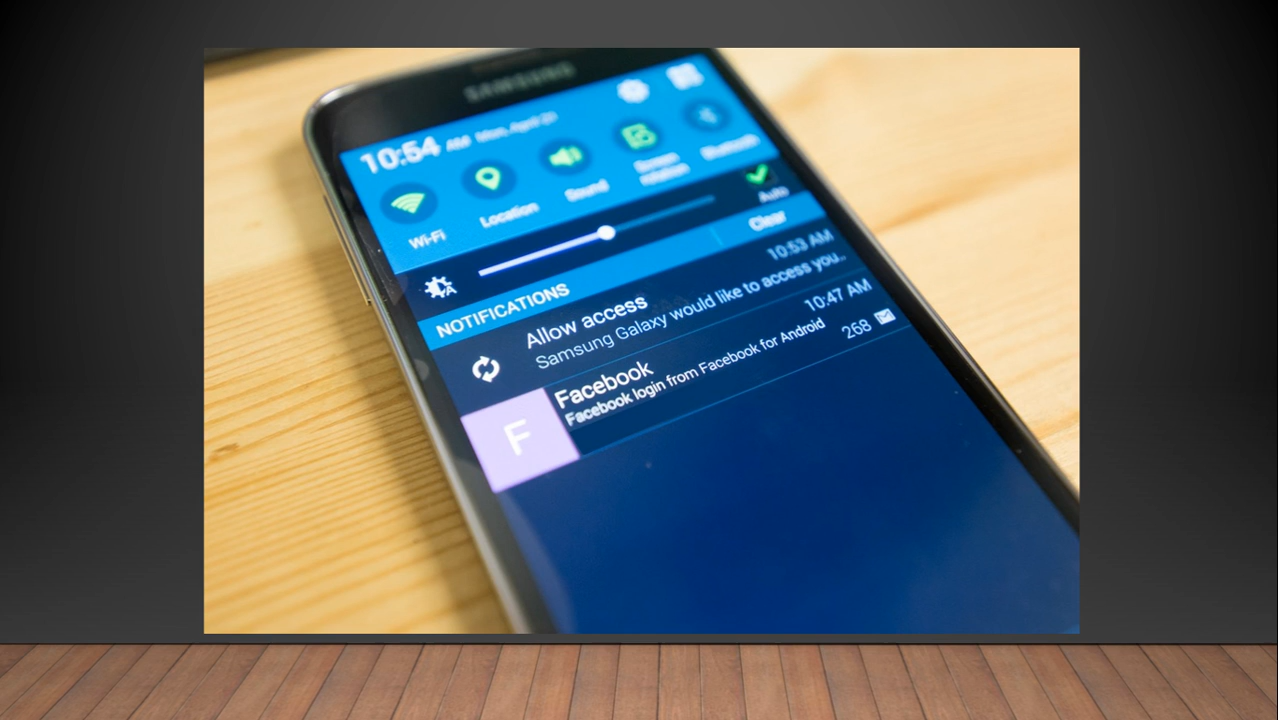 SAMSUNG
10:54 AM Mon, April 21
Wi-Fi
Location
Sound
Screen
rotation
Bluetooth
Auto
Clear
NOTIFICATIONS
Allow access 10:53 AM
Samsung Galaxy would like to access you..
Facebook 10:47 AM
Facebook login from Facebook for Android
268
F